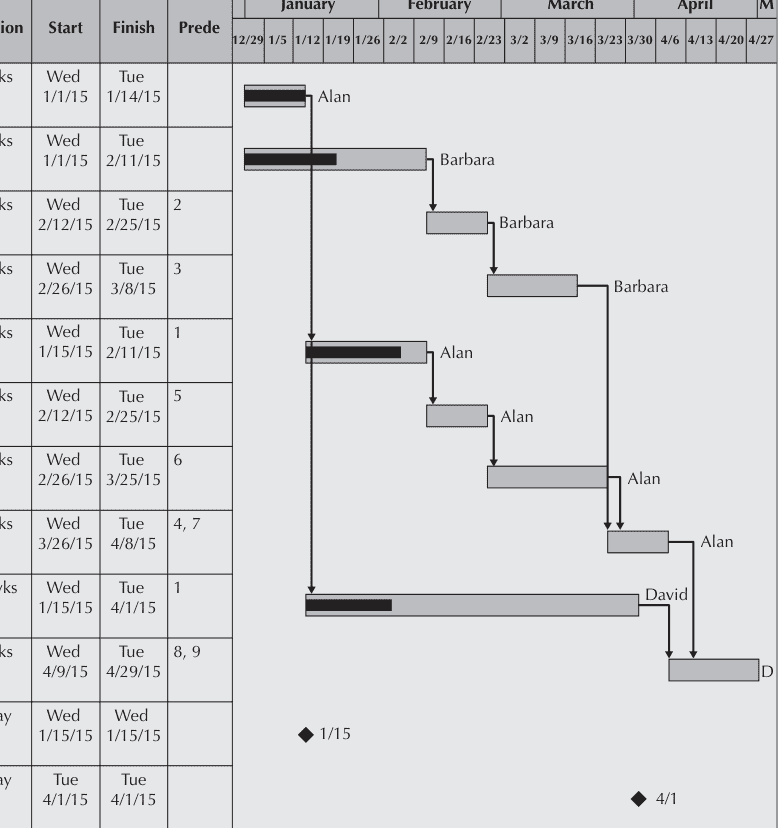 January February March April M
ion Start Finish Prede
12/29 1/5 1/12 1/19 1/26 2/2 2/9 2/16 2/23 3/2 3/9 3/16 3/23 3/30 4/6 4/13 4/20 4/27
ks Wed Tue
1/1/15 1/14/15 Alan
ks Wed Tue
1/1/15 2/11/15 Barbara
ks Wed Tue 2
2/12/15 2/25/15 Barbara
ks Wed Tue 3
2/26/15 3/8/15 Barbara
ks Wed Tue 1
1/15/15 2/11/15 Alan
ks Wed Tue 5
2/12/15 2/25/15 Alan
ks Wed Tue 6
2/26/15 3/25/15 Alan
ks Wed Tue 4, 7
3/26/15 4/8/15 Alan
ks Wed Tue 1 David
1/15/15 4/1/15
ks Wed Tue 8, 9
4/9/15 4/29/15 D
ay Wed Wed
1/15/15 1/15/15 1/15
ay Tue Tue
4/1/15 4/1/15 4/1